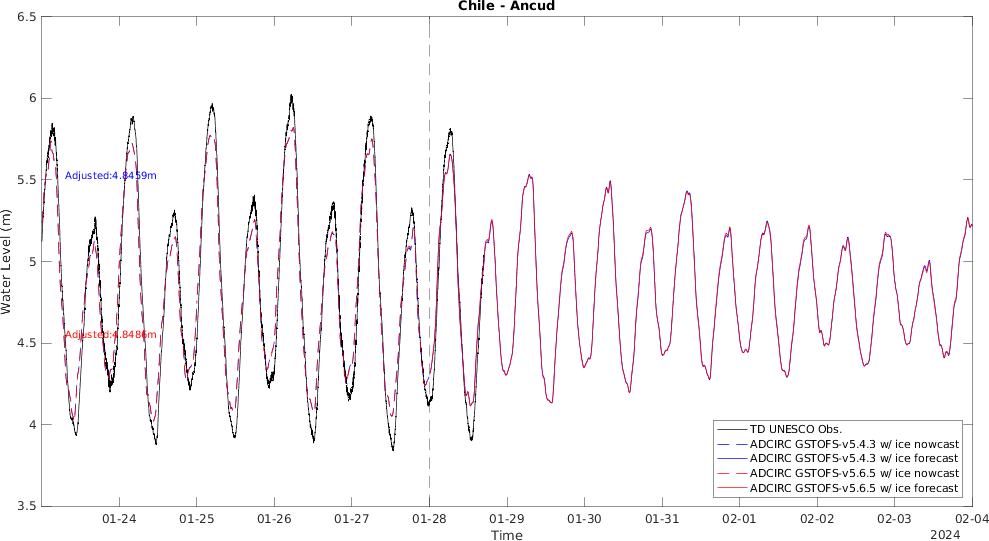 Chile - Ancud
6.5
6
5.5
5
4.5
4
3.5
Water Level (m)
Adjusted:4.8459m
Adjusted:4.8486m
TD UNESCO Obs.
ADCIRC GSTOFS-v5.4.3 w/ ice nowcast
ADCIRC GSTOFS-v5.4.3 w/ ice forecast
ADCIRC GSTOFS-v5.6.5 w/ ice nowcast
ADCIRC GSTOFS-v5.6.5 w/ ice forecast
01-24 01-25 01-26 01-27 01-28 01-29 01-30 01-31 02-01 02-02 02-03 02-04
Time
2024